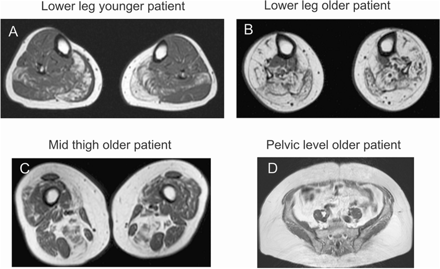 Lower leg younger patient
Lower leg older patient
A
B
Mid thigh older patient
Pelvic level older patient
C
D